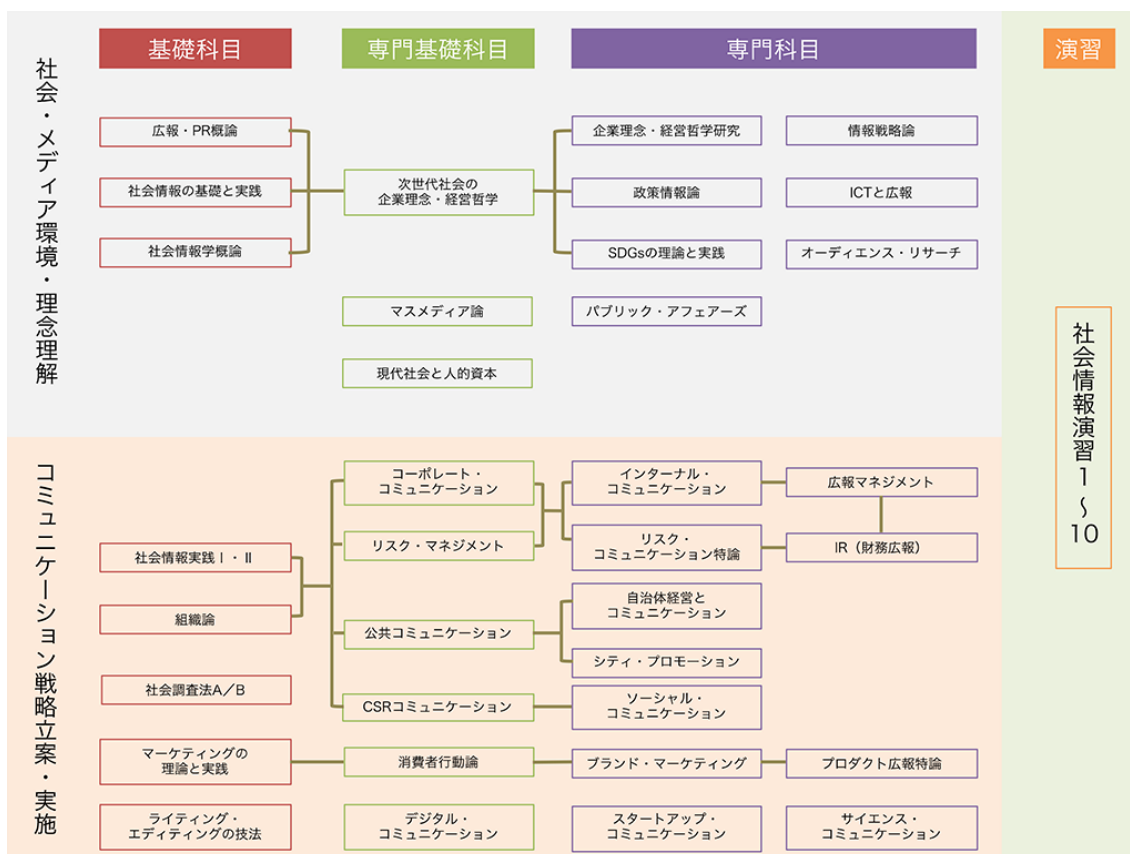 基礎科目
専門基礎科目
専門科目
演習
社会・メディア環境・理念理解
広報・PR概論
社会情報の基礎と実践
社会情報学概論
次世代社会の
企業理念・経営哲学
マスメディア論
現代社会と人的資本
企業理念・経営哲学研究
情報戦略論
政策情報論
ICTと広報
SDGsの理論と実践
オーディエンス・リサーチ
パブリック・アフェアーズ
社会情報演習1〜10
コミュニケーション戦略立案・実施
社会情報実践Ⅰ・Ⅱ
組織論
社会調査法A／B
マーケティングの
理論と実践
ライティング・
エディティングの技法
コーポレート・
コミュニケーション
リスク・マネジメント
公共コミュニケーション
CSRコミュニケーション
消費者行動論
デジタル・
コミュニケーション
インターナル・
コミュニケーション
広報マネジメント
リスク・
コミュニケーション特論
IR（財務広報）
自治体経営と
コミュニケーション
シティ・プロモーション
ソーシャル・
コミュニケーション
ブランド・マーケティング
プロダクト広報特論
スタートアップ・
コミュニケーション
サイエンス・
コミュニケーション